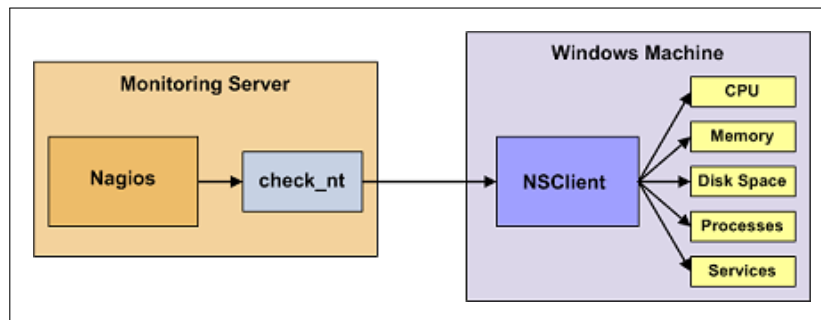 Monitoring Server
Nagios
check_nt
Windows Machine
NSClient
CPU
Memory
Disk Space
Processes
Services